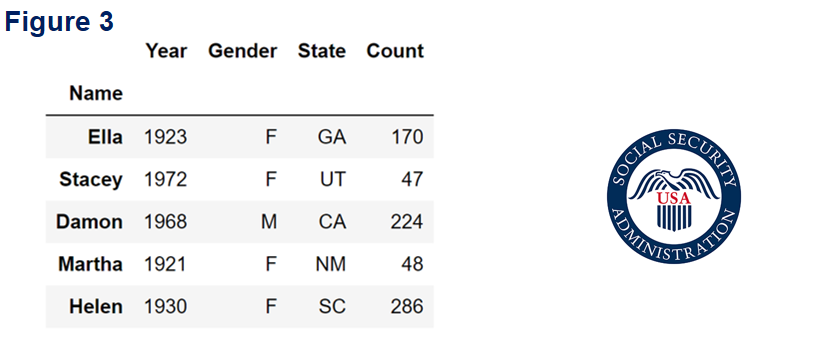 Figure 3
Year Gender State Count
Name
Ella 1923 F GA 170
Stacey 1972 F UT 47
Damon 1968 M CA 224
Martha 1921 F NM 48
Helen 1930 F SC 286
SOCIAL SECURITY
USA
ADMINISTRATION